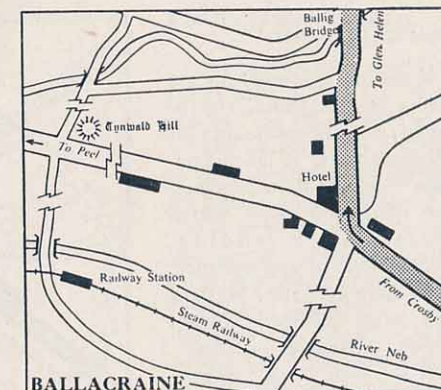 Ballig
Bridge
To Glen Helen
Tynwald Hill
To Peel
Hotel
Railway Station
Steam Railway
From Crosby
River Neb
BALLACRAINE